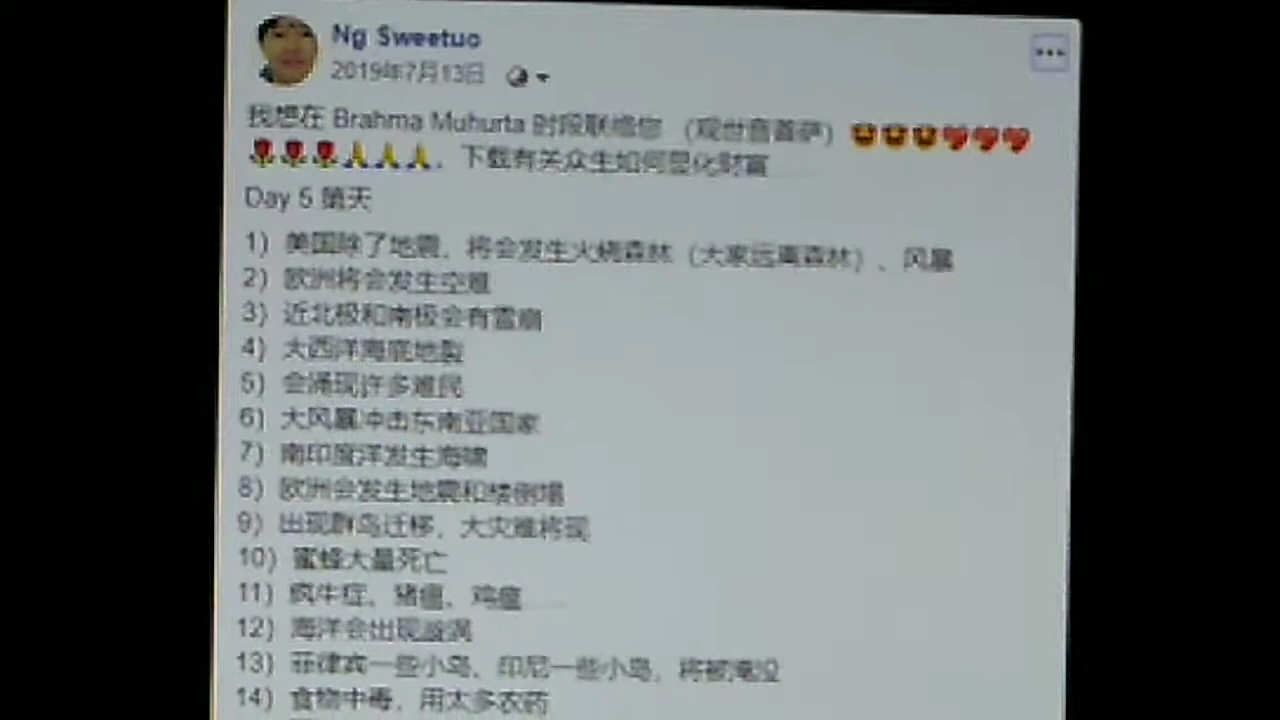 Ng Sweetuo
2019年7月13日
我想在 Brahma Muhurta 时段联络您 （观世音菩萨）
，下载有关众生如何显化财富......
Day 5 第天
1）美国除了地震，将会发生火烧森林（大家远离森林）、风暴
2）欧洲将会发生空难
3）近北极和南极会有雪崩
4）大西洋海底地裂
5）会涌现许多难民
6）大风暴冲击东南亚国家
7）南印度洋发生海啸
8）欧洲会发生地震和楼倒塌
9）出现群鸟迁移，大灾难将现
10）蜜蜂大量死亡
11）疯牛症、猪瘟、鸡瘟......
12）海洋会出现漩涡
13）菲律宾一些小岛、印尼一些小岛，将被淹没
14）食物中毒，用太多农药